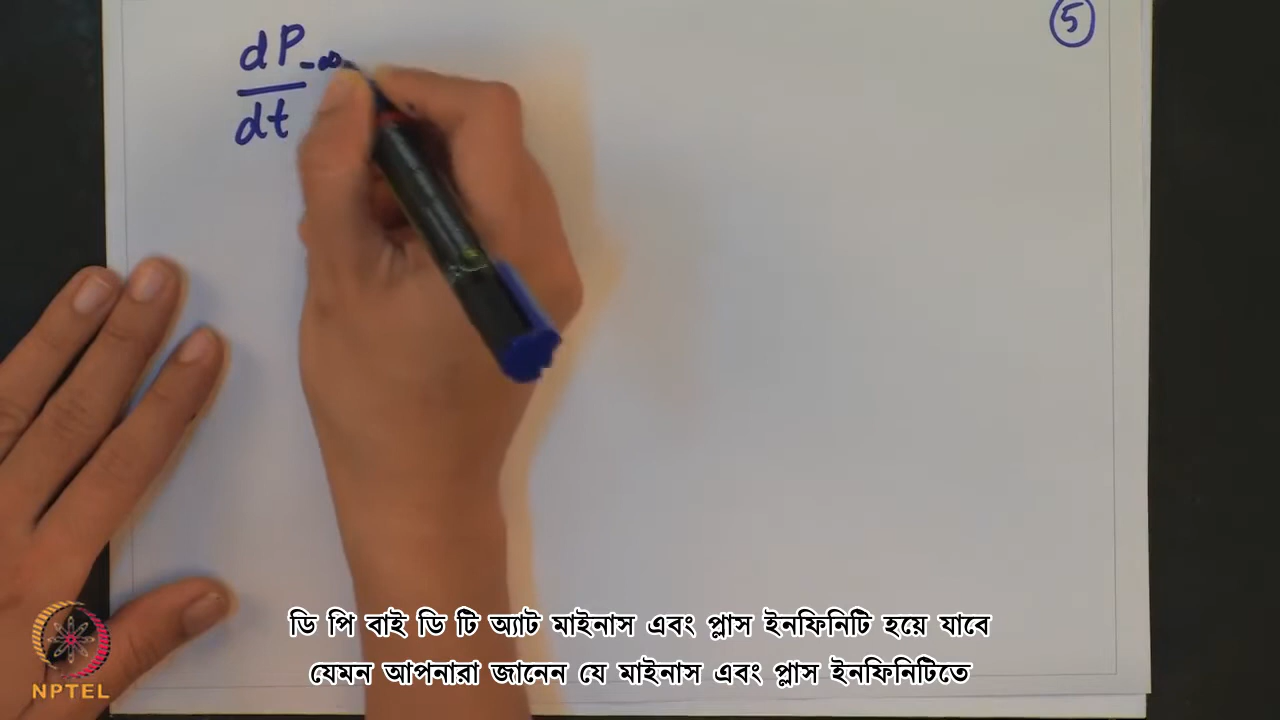 5
dP-∞
dt
ডি পি বাই ডি টি অ্যাট মাইনাস এবং প্লাস ইনফিনিটি হয়ে যাবে
যেমন আপনারা জানেন যে মাইনাস এবং প্লাস ইনফিনিটিতে
NPTEL